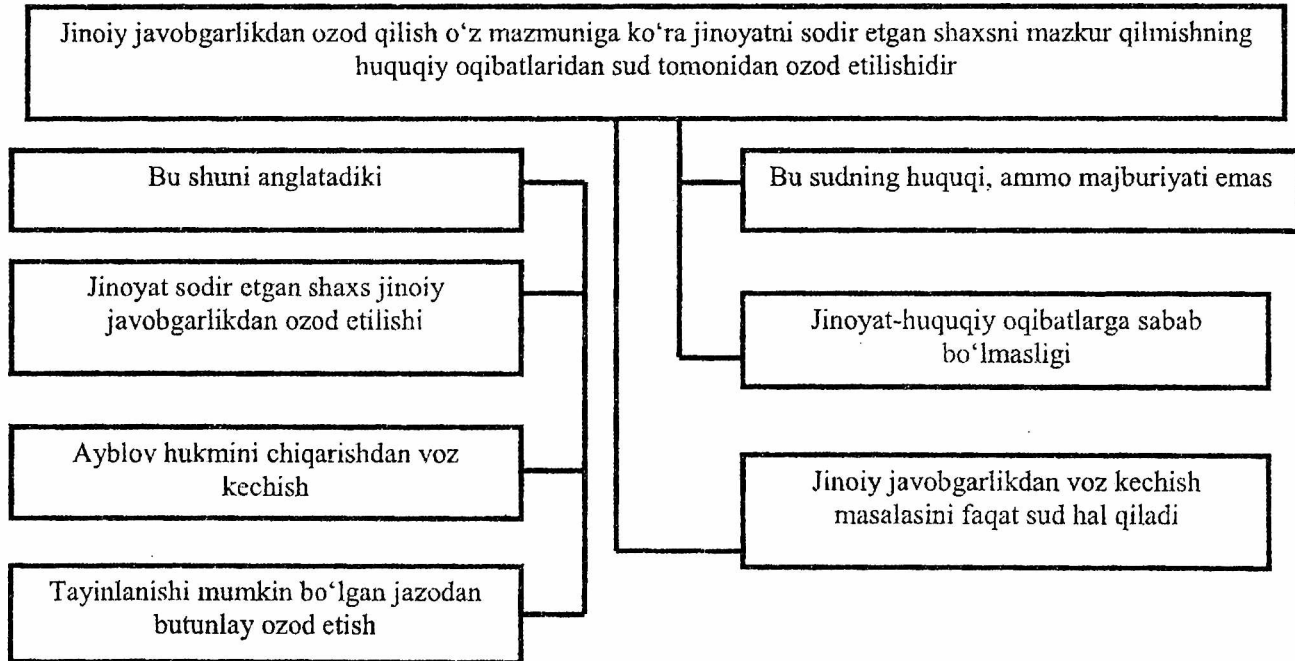 Jinoiy javobgarlikdan ozod qilish o‘z mazmuniga ko‘ra jinoyatni sodir etgan shaxsni mazkur qilmishning
huquqiy oqibatlaridan sud tomonidan ozod etilishidir
Bu shuni anglatadiki
Jinoyat sodir etgan shaxs jinoiy
javobgarlikdan ozod etilishi
Ayblov hukmini chiqarishdan voz
kechish
Tayinlanishi mumkin bo‘lgan jazodan
butunlay ozod etish
Bu sudning huquqi, ammo majburiyati emas
Jinoyat-huquqiy oqibatlarga sabab
bo‘lmasligi
Jinoiy javobgarlikdan voz kechish
masalasini faqat sud hal qiladi